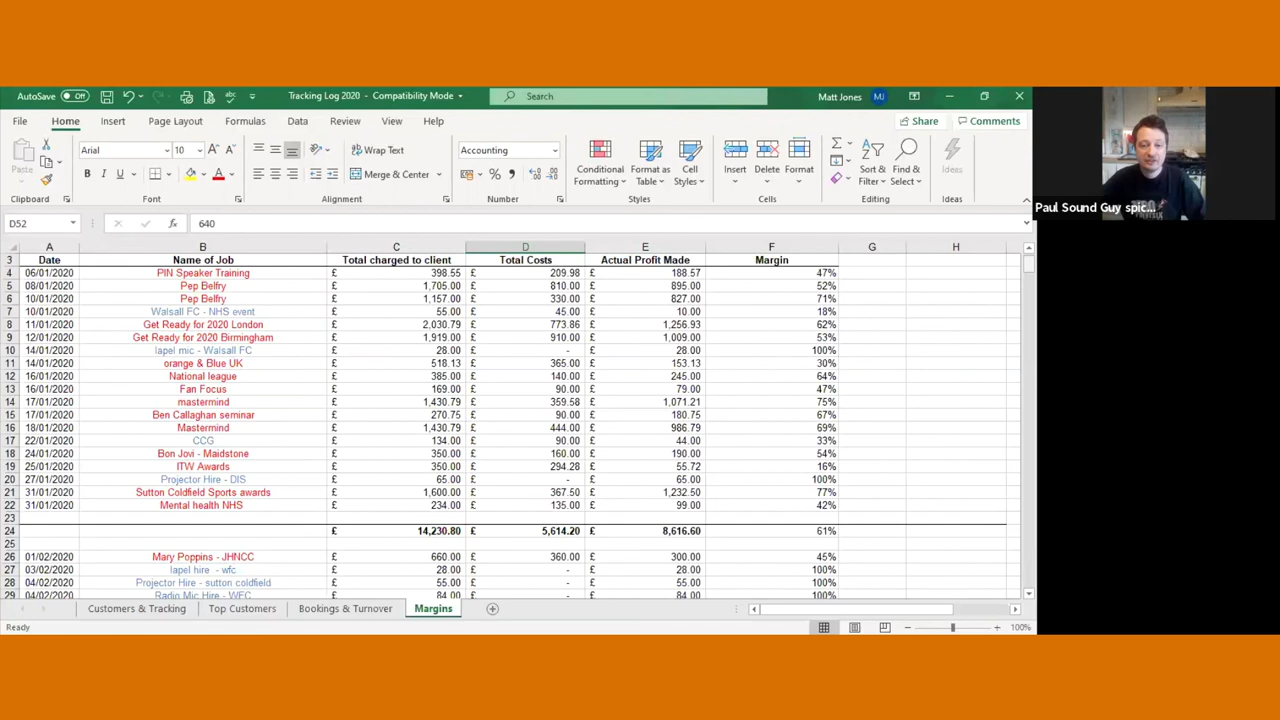 AutoSave Off Tracking Log 2020 - Compatibility Mode Search Matt Jones MJ
File Home Insert Page Layout Formulas Data Review View Help Share Comments
Paste Arial 10 Wrap Text Accounting Conditional Formatting Format as Table Cell Styles Insert Delete Format Sort & Filter Find & Select Ideas
B I U Merge & Center
Clipboard Font Alignment Number Styles Cells Editing Ideas
D52 fx 640
A B C D E F G H
3 Date Name of Job Total charged to client Total Costs Actual Profit Made Margin
4 06/01/2020 PIN Speaker Training £ 398.55 £ 209.98 £ 188.57 47%
5 08/01/2020 Pep Belfry £ 1,705.00 £ 810.00 £ 895.00 52%
6 10/01/2020 Pep Belfry £ 1,157.00 £ 330.00 £ 827.00 71%
7 10/01/2020 Walsall FC - NHS event £ 55.00 £ 45.00 £ 10.00 18%
8 11/01/2020 Get Ready for 2020 London £ 2,030.79 £ 773.86 £ 1,256.93 62%
9 12/01/2020 Get Ready for 2020 Birmingham £ 1,919.00 £ 910.00 £ 1,009.00 53%
10 14/01/2020 lapel mic - Walsall FC £ 28.00 £ - £ 28.00 100%
11 14/01/2020 orange & Blue UK £ 518.13 £ 365.00 £ 153.13 30%
12 16/01/2020 National league £ 385.00 £ 140.00 £ 245.00 64%
13 16/01/2020 Fan Focus £ 169.00 £ 90.00 £ 79.00 47%
14 17/01/2020 mastermind £ 1,430.79 £ 359.58 £ 1,071.21 75%
15 17/01/2020 Ben Callaghan seminar £ 270.75 £ 90.00 £ 180.75 67%
16 18/01/2020 Mastermind £ 1,430.79 £ 444.00 £ 986.79 69%
17 22/01/2020 CCG £ 134.00 £ 90.00 £ 44.00 33%
18 24/01/2020 Bon Jovi - Maidstone £ 350.00 £ 160.00 £ 190.00 54%
19 25/01/2020 ITW Awards £ 350.00 £ 294.28 £ 55.72 16%
20 27/01/2020 Projector Hire - DIS £ 65.00 £ - £ 65.00 100%
21 31/01/2020 Sutton Coldfield Sports awards £ 1,600.00 £ 367.50 £ 1,232.50 77%
22 31/01/2020 Mental health NHS £ 234.00 £ 135.00 £ 99.00 42%
23
24 £ 14,230.80 £ 5,614.20 £ 8,616.60 61%
25
26 01/02/2020 Mary Poppins - JHNCC £ 660.00 £ 360.00 £ 300.00 45%
27 03/02/2020 lapel hire - wfc £ 28.00 £ - £ 28.00 100%
28 04/02/2020 Projector Hire - sutton coldfield £ 55.00 £ - £ 55.00 100%
29 05/02/2020 Radio Mic Hire - WFC £ 84.00 £ - £ 84.00 100%
Customers & Tracking Top Customers Bookings & Turnover Margins
Ready 100%
Paul Sound Guy spic...